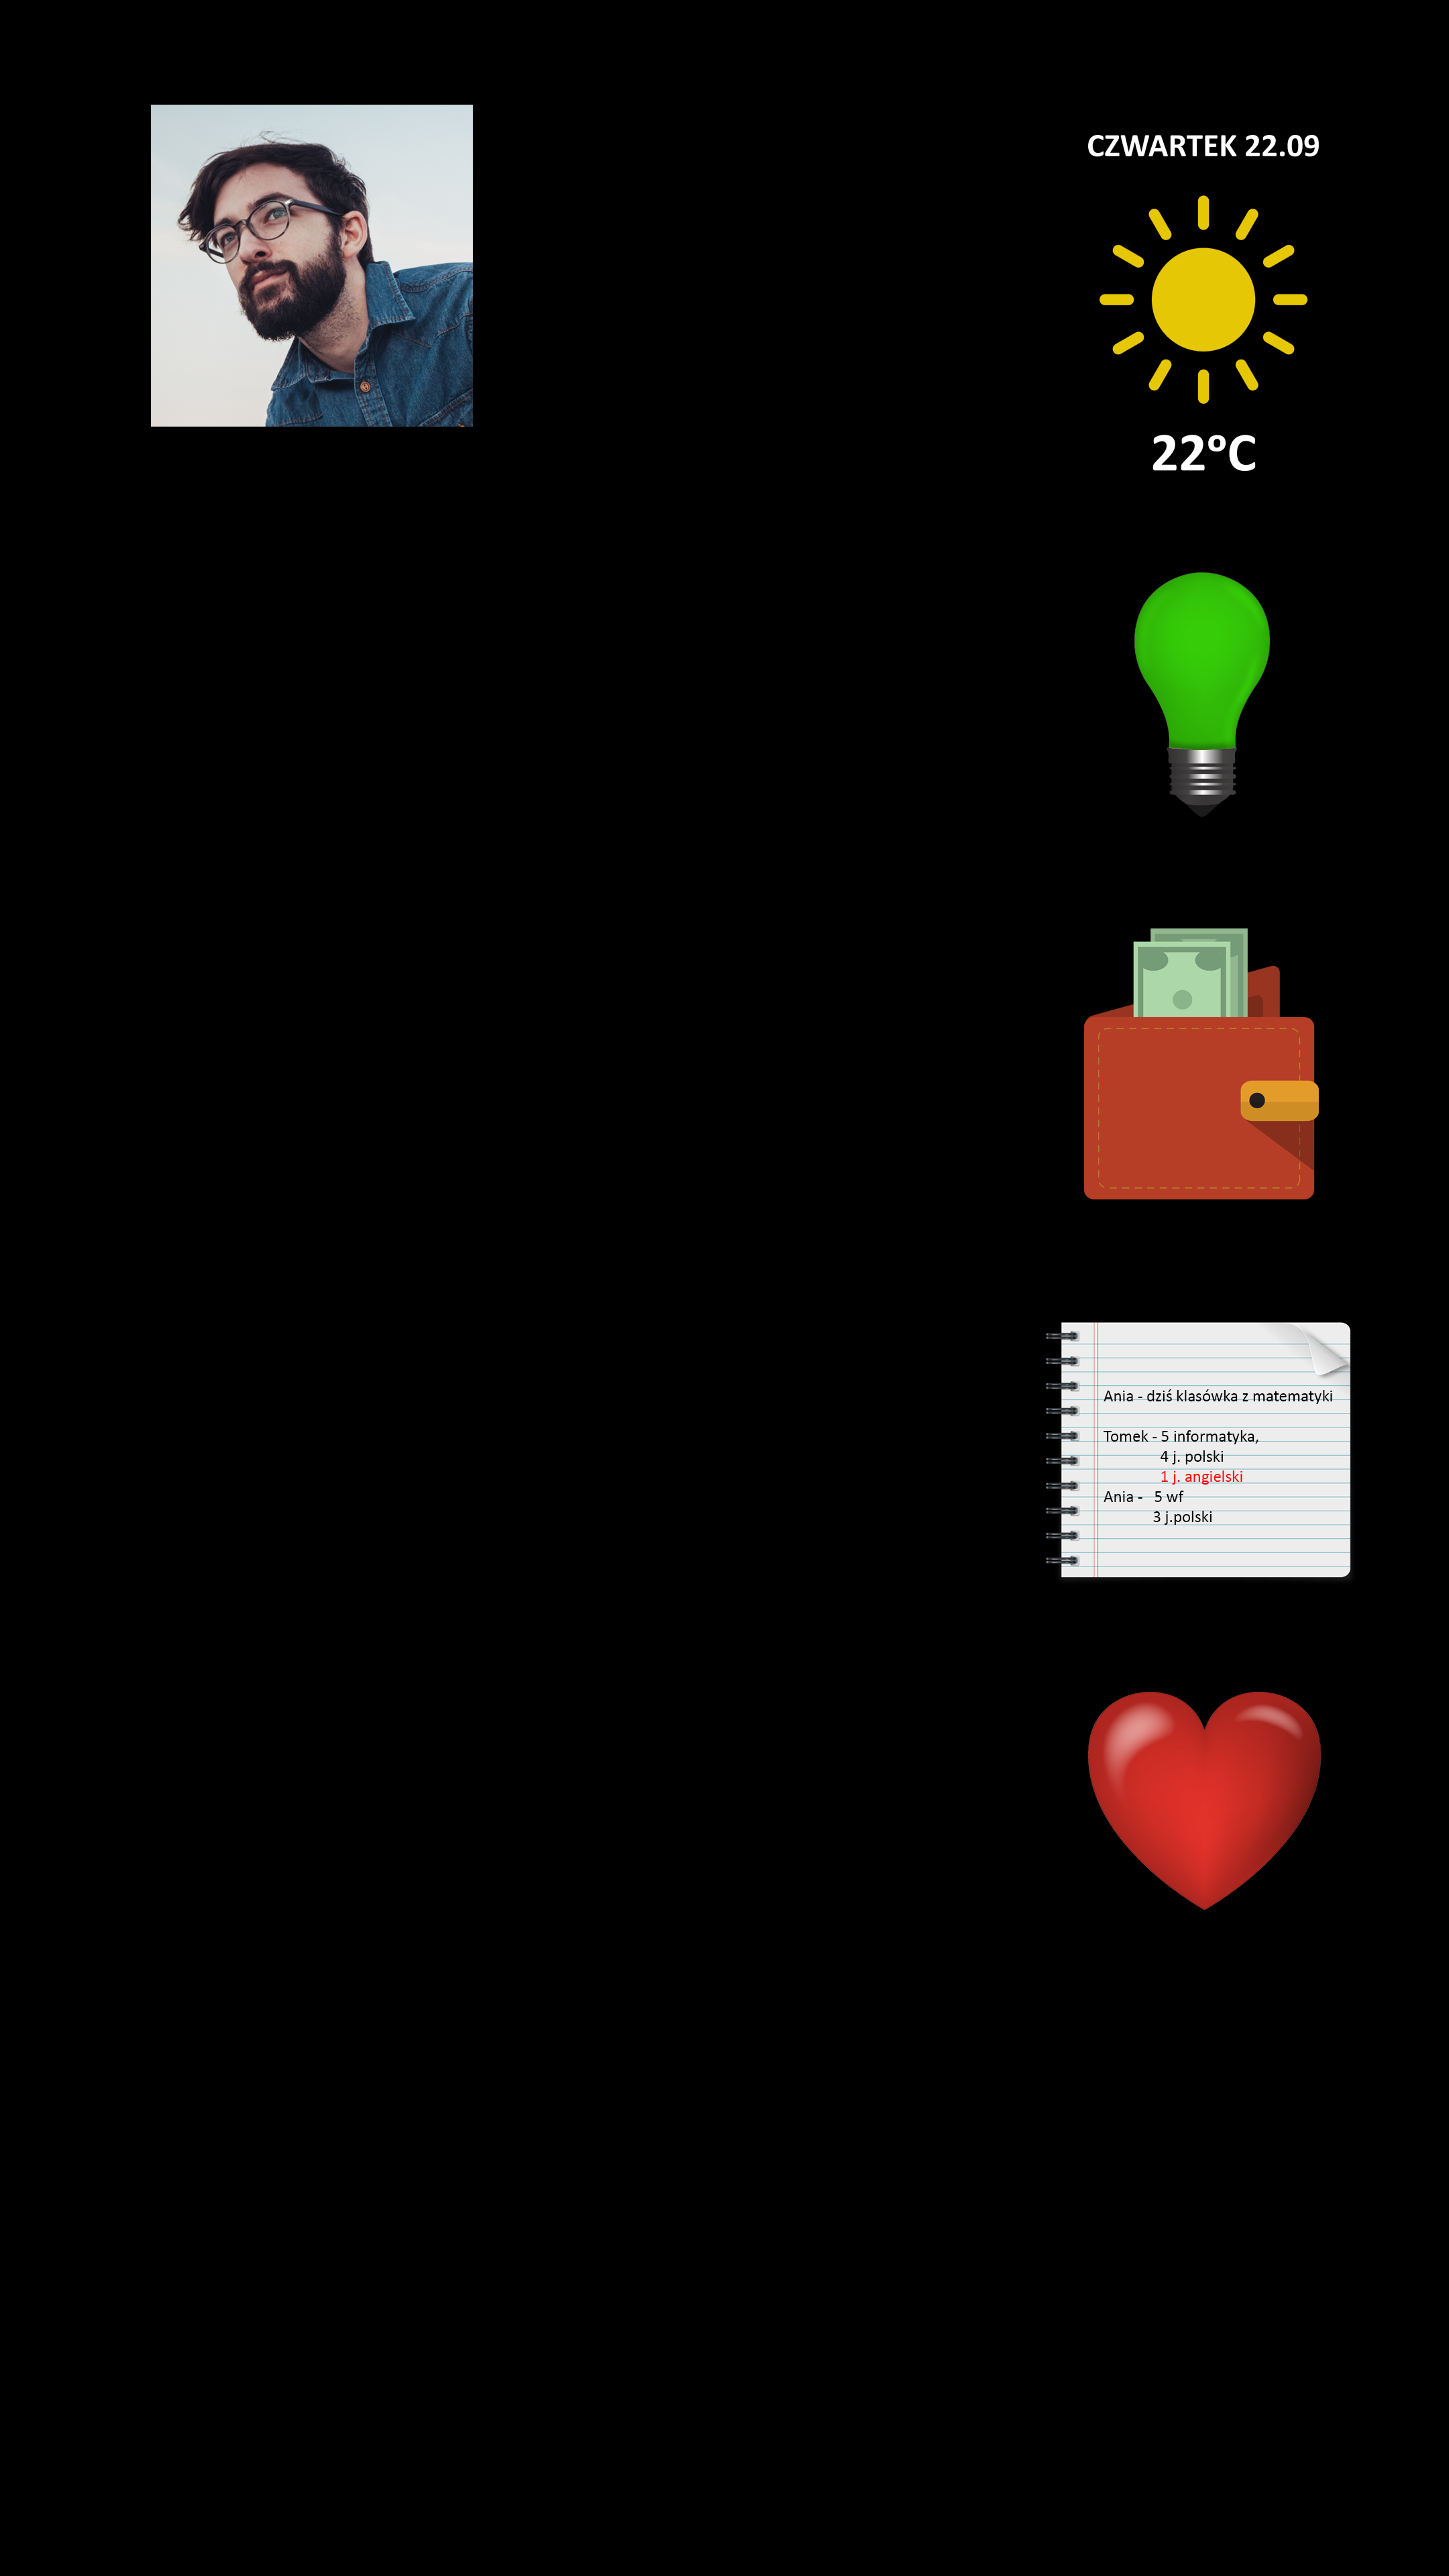 CZWARTEK 22.09
22°C
Ania - dziś klasówka z matematyki
Tomek - 5 informatyka,
4 j. polski
1 j. angielski
Ania - 5 wf
3 j.polski